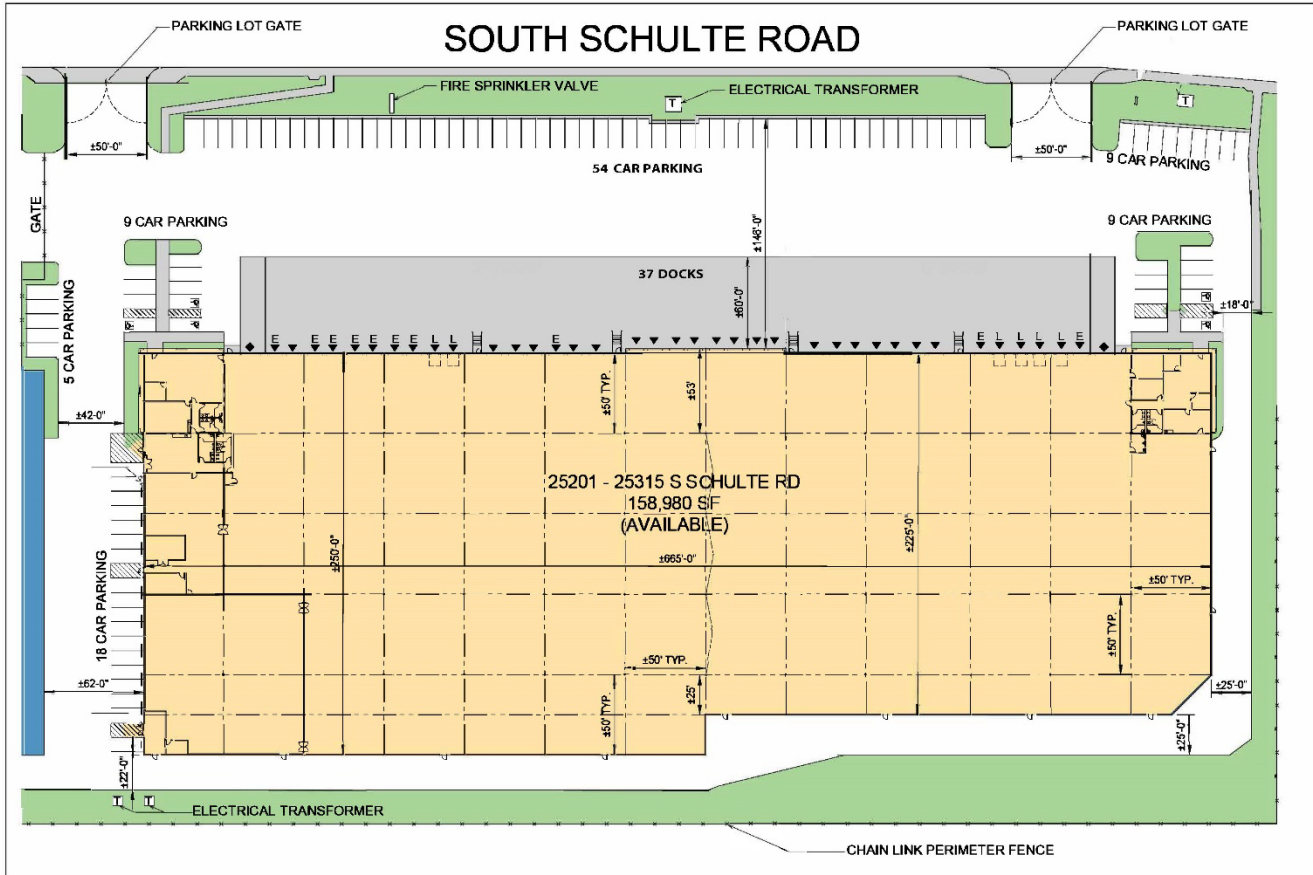 PARKING LOT GATE
SOUTH SCHULTE ROAD
PARKING LOT GATE
FIRE SPRINKLER VALVE
T
ELECTRICAL TRANSFORMER
T
±50'-0"
54 CAR PARKING
±50'-0"
9 CAR PARKING
GATE
9 CAR PARKING
±146'-0"
9 CAR PARKING
37 DOCKS
±60'-0"
±18'-0"
5 CAR PARKING
E E E E E E L L E E L L L L E
±42'-0"
±50' TYP.
±53'
25201 - 25315 S SCHULTE RD
158,980 SF
(AVAILABLE)
±250'-0"
±225'-0"
±665'-0"
18 CAR PARKING
±50' TYP.
±50' TYP.
±62'-0"
±50' TYP.
±25'
±50' TYP.
±25'-0"
±25'-0"
±22'-0"
T T
ELECTRICAL TRANSFORMER
CHAIN LINK PERIMETER FENCE